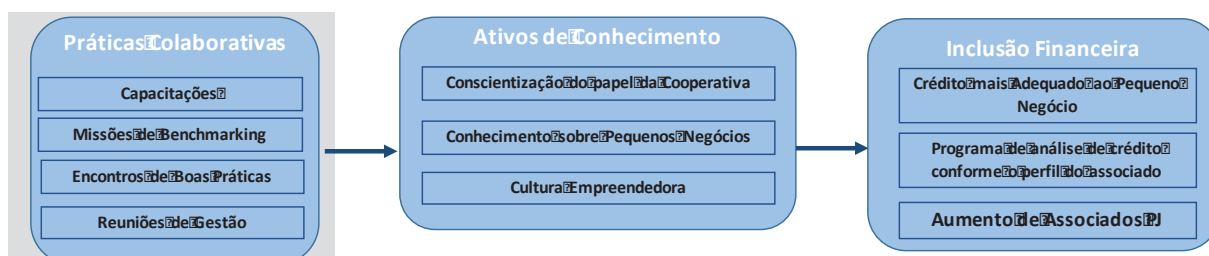 Práticas Colaborativas
Capacitações
Missões de Benchmarking
Encontros de Boas Práticas
Reuniões de Gestão
Ativos de Conhecimento
Conscientização do papel da Cooperativa
Conhecimento sobre Pequenos Negócios
Cultura Empreendedora
Inclusão Financeira
Crédito mais Adequado ao Pequeno
Negócio
Programa de análise de crédito
conforme o perfil do associado
Aumento de Associados PJ